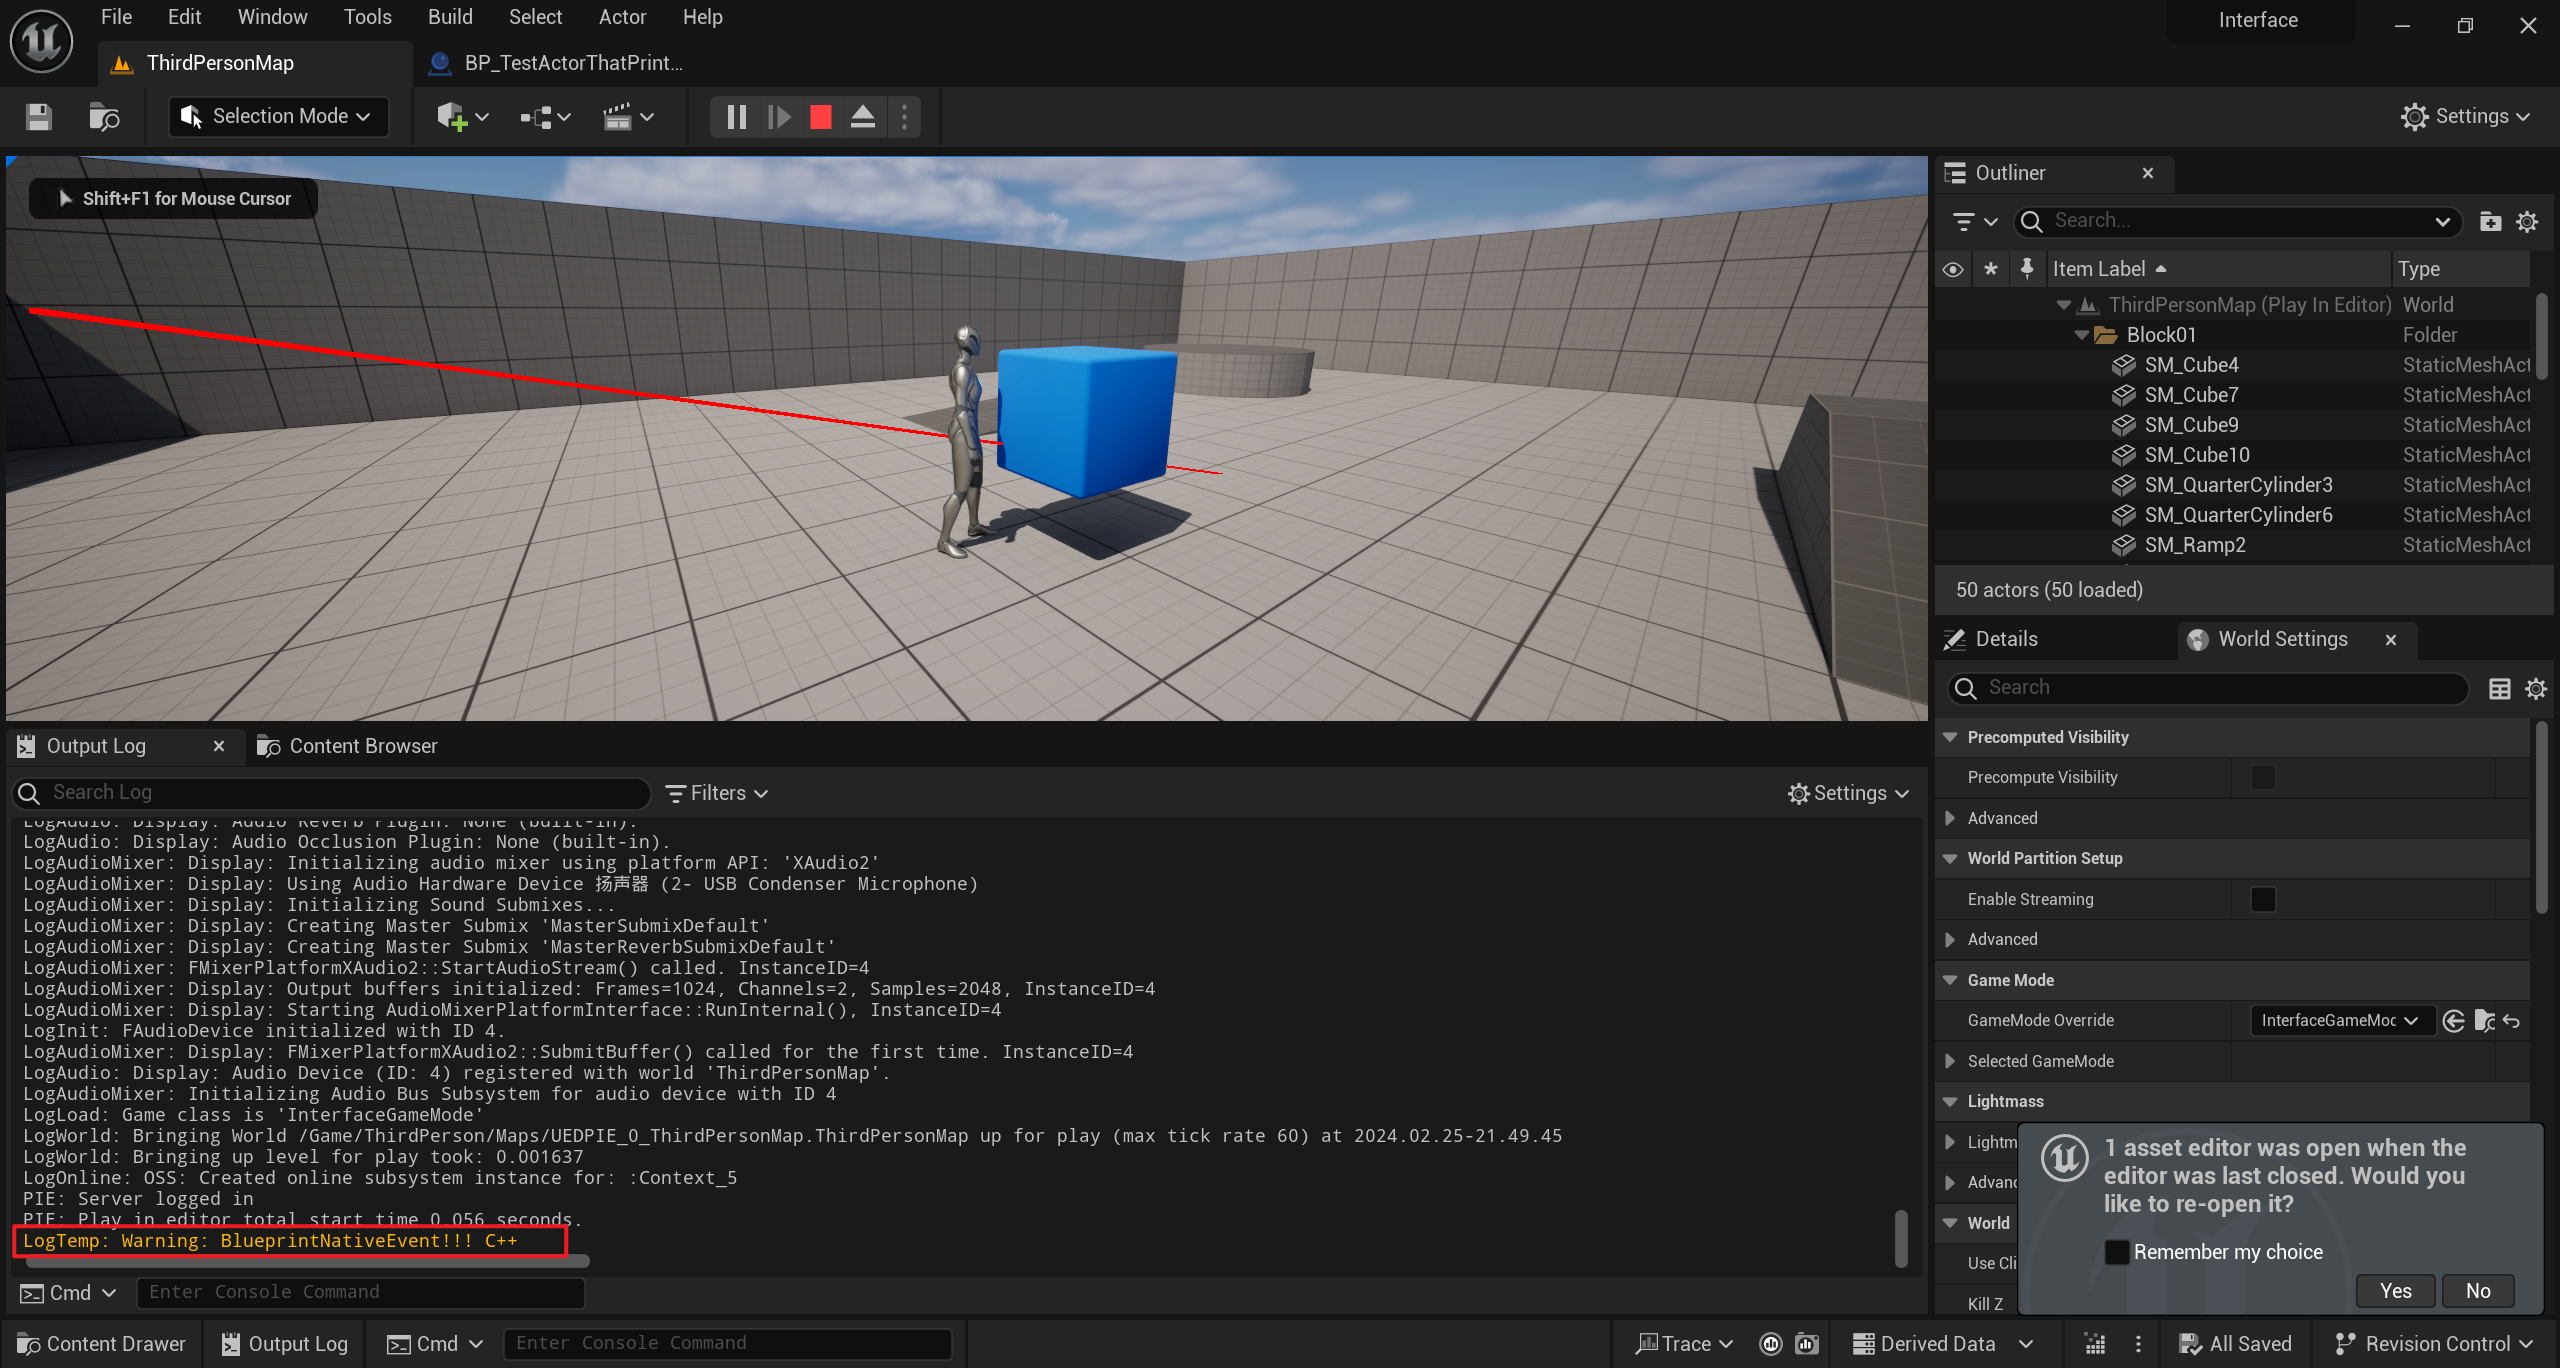 File Edit Window Tools Build Select Actor Help
Interface
ThirdPersonMap
BP_TestActorThatPrint...
Selection Mode
Settings
Shift+F1 for Mouse Cursor
Outliner
Search...
Item Label
Type
ThirdPersonMap (Play In Editor) World
Block01 Folder
SM_Cube4 StaticMeshAct
SM_Cube7 StaticMeshAct
SM_Cube9 StaticMeshAct
SM_Cube10 StaticMeshAct
SM_QuarterCylinder3 StaticMeshAct
SM_QuarterCylinder6 StaticMeshAct
SM_Ramp2 StaticMeshAct
50 actors (50 loaded)
Details
World Settings
Search
Precomputed Visibility
Precompute Visibility
Advanced
World Partition Setup
Enable Streaming
Advanced
Game Mode
GameMode Override InterfaceGameMod
Selected GameMode
Lightmass
Lightm
Advanc
World
Use Cli
Kill Z
1 asset editor was open when the
editor was last closed. Would you
like to re-open it?
Remember my choice
Yes No
Output Log
Content Browser
Search Log
Filters
Settings
LogAudio: Display: Audio Reverb Plugin: None (built-in).
LogAudio: Display: Audio Occlusion Plugin: None (built-in).
LogAudioMixer: Display: Initializing audio mixer using platform API: 'XAudio2'
LogAudioMixer: Display: Using Audio Hardware Device 扬声器 (2- USB Condenser Microphone)
LogAudioMixer: Display: Initializing Sound Submixes...
LogAudioMixer: Display: Creating Master Submix 'MasterSubmixDefault'
LogAudioMixer: Display: Creating Master Submix 'MasterReverbSubmixDefault'
LogAudioMixer: FMixerPlatformXAudio2::StartAudioStream() called. InstanceID=4
LogAudioMixer: Display: Output buffers initialized: Frames=1024, Channels=2, Samples=2048, InstanceID=4
LogAudioMixer: Display: Starting AudioMixerPlatformInterface::RunInternal(), InstanceID=4
LogInit: FAudioDevice initialized with ID 4.
LogAudioMixer: Display: FMixerPlatformXAudio2::SubmitBuffer() called for the first time. InstanceID=4
LogAudio: Display: Audio Device (ID: 4) registered with world 'ThirdPersonMap'.
LogAudioMixer: Initializing Audio Bus Subsystem for audio device with ID 4
LogLoad: Game class is 'InterfaceGameMode'
LogWorld: Bringing World /Game/ThirdPerson/Maps/UEDPIE_0_ThirdPersonMap.ThirdPersonMap up for play (max tick rate 60) at 2024.02.25-21.49.45
LogWorld: Bringing up level for play took: 0.001637
LogOnline: OSS: Created online subsystem instance for: :Context_5
PIE: Server logged in
PIE: Play in editor total start time 0.056 seconds.
LogTemp: Warning: BlueprintNativeEvent!!! C++
Cmd
Enter Console Command
Content Drawer
Output Log
Cmd
Enter Console Command
Trace
Derived Data
All Saved
Revision Control